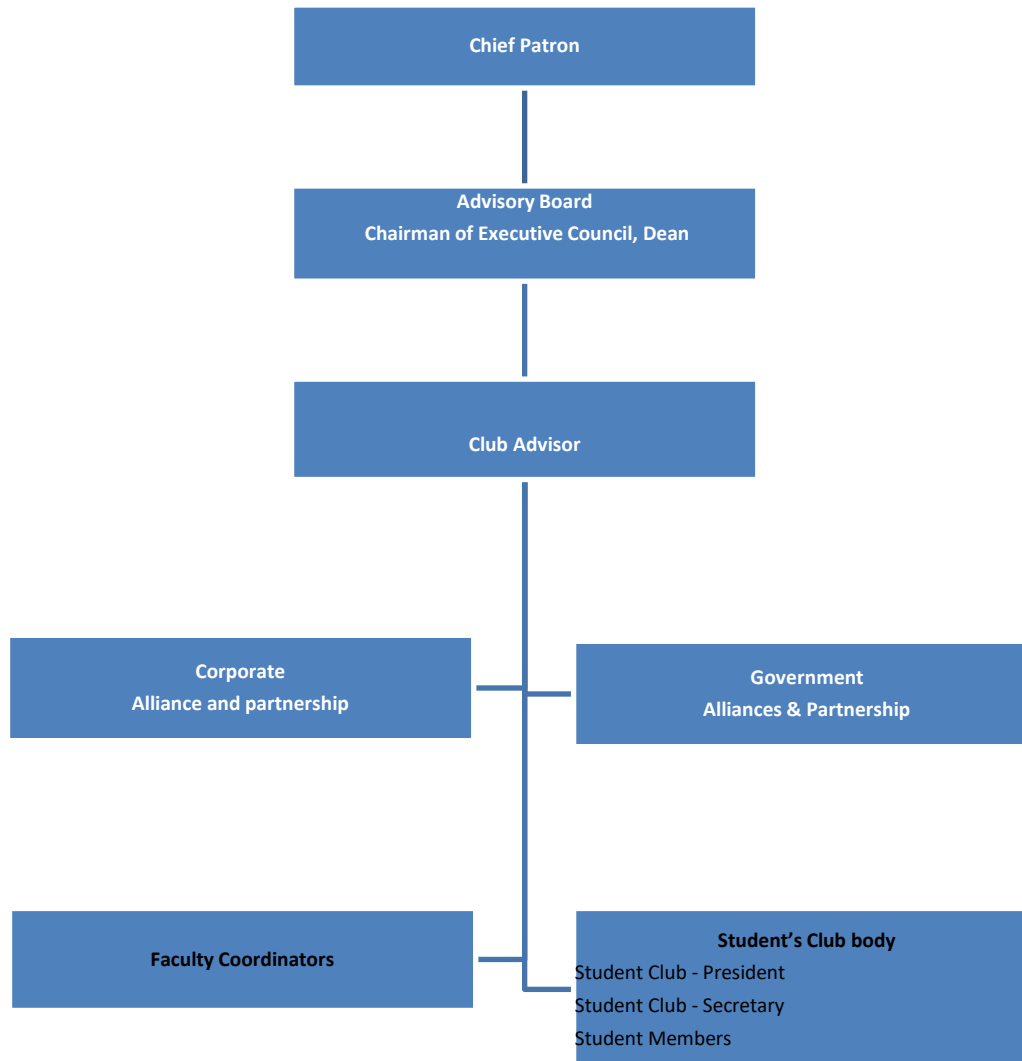 Chief Patron
Advisory Board
Chairman of Executive Council, Dean
Club Advisor
Corporate
Alliance and partnership
Government
Alliances & Partnership
Faculty Coordinators
Student’s Club body
Student Club - President
Student Club - Secretary
Student Members